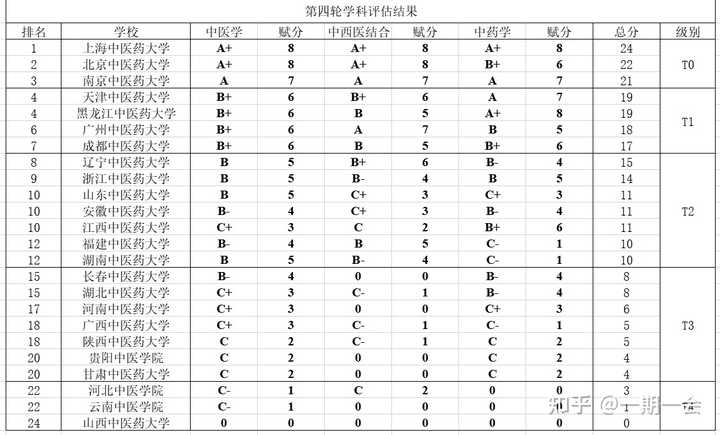 第四轮学科评估结果
排名 学校 中医学 赋分 中西医结合 赋分 中药学 赋分 总分 级别
1 上海中医药大学 A+ 8 A+ 8 A+ 8 24
2 北京中医药大学 A+ 8 A+ 8 B+ 6 22 T0
3 南京中医药大学 A 7 A 7 A 7 21
4 天津中医药大学 B+ 6 B+ 6 A 7 19
4 黑龙江中医药大学 B+ 6 B 5 A+ 8 19 T1
6 广州中医药大学 B+ 6 A 7 B 5 18
7 成都中医药大学 B+ 6 B 5 B+ 6 17
8 辽宁中医药大学 B 5 B+ 6 B- 4 15
9 浙江中医药大学 B 5 B- 4 B 5 14
10 山东中医药大学 B 5 C+ 3 C+ 3 11
10 安徽中医药大学 B- 4 C+ 3 B- 4 11 T2
10 江西中医药大学 C+ 3 C 2 B+ 6 11
12 福建中医药大学 B- 4 B 5 C- 1 10
12 湖南中医药大学 B 5 B- 4 C- 1 10
15 长春中医药大学 B- 4 0 0 B- 4 8
15 湖北中医药大学 C+ 3 C- 1 B- 4 8
17 河南中医药大学 C+ 3 0 0 C+ 3 6
18 广西中医药大学 C+ 3 C- 1 C- 1 5 T3
18 陕西中医药大学 C 2 C- 1 C 2 5
20 贵阳中医学院 C 2 0 0 C 2 4
20 甘肃中医药大学 C 2 0 0 C 2 4
22 河北中医学院 C- 1 C 2 0 0 3
22 云南中医学院 C- 1 0 0 0 0 1 T4
24 山西中医药大学 0 0 0 0 0 0 0
知乎 @一期一会